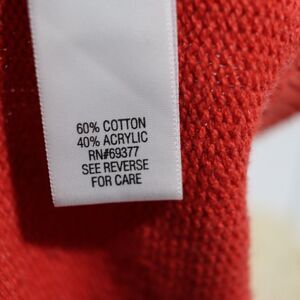 60% COTTON
40% ACRYLIC
RN#69377
SEE REVERSE
FOR CARE